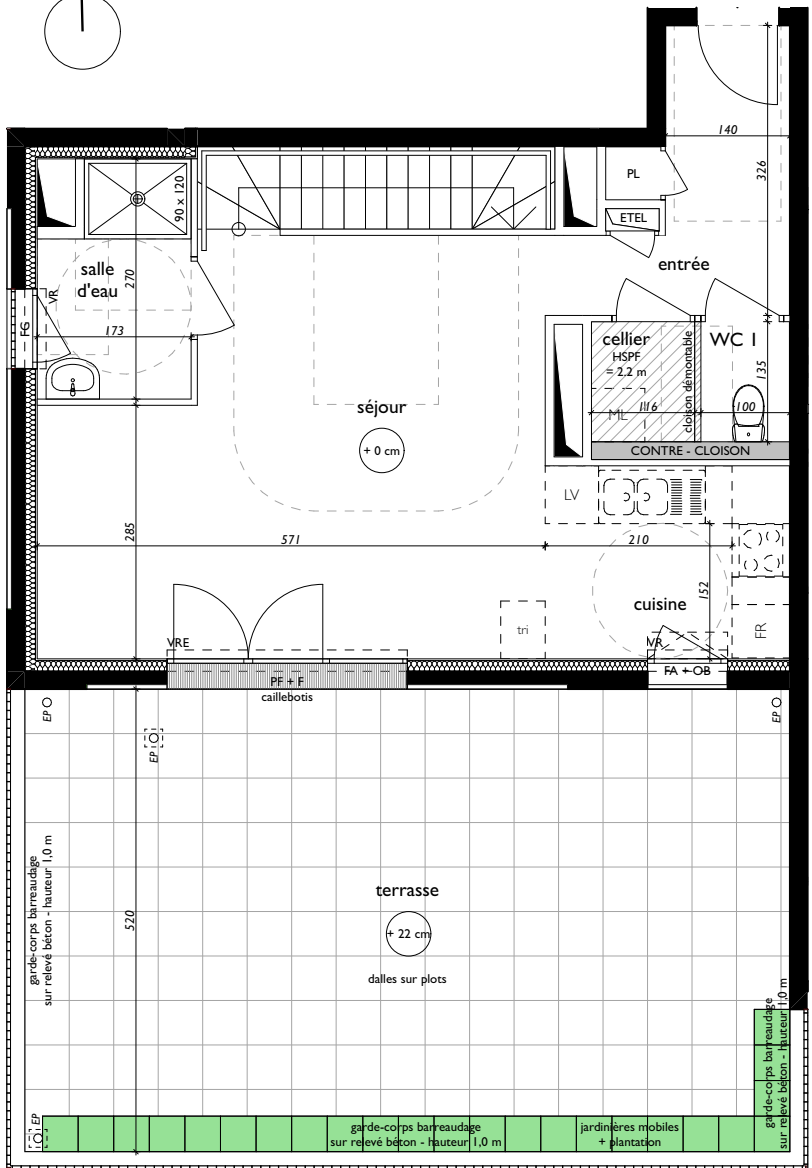 140
326
PL
ETEL
90 x 120
entrée
salle
d'eau
270
VR
FG
173
cellier
HSPF
= 2,2 m
cloison démontable
WC 1
135
ML
116
100
CONTRE - CLOISON
séjour
+ 0 cm
LV
285
571
210
152
cuisine
tri
FR
VRE
VR
PF + F
caillebotis
FA + OB
EP
EP
EP
garde-corps barreaudage
sur relevé béton - hauteur 1,0 m
520
terrasse
+ 22 cm
dalles sur plots
garde-corps barreaudage
sur relevé béton - hauteur 1,0 m
EP
garde-corps barreaudage
sur relevé béton - hauteur 1,0 m
jardinières mobiles
+ plantation